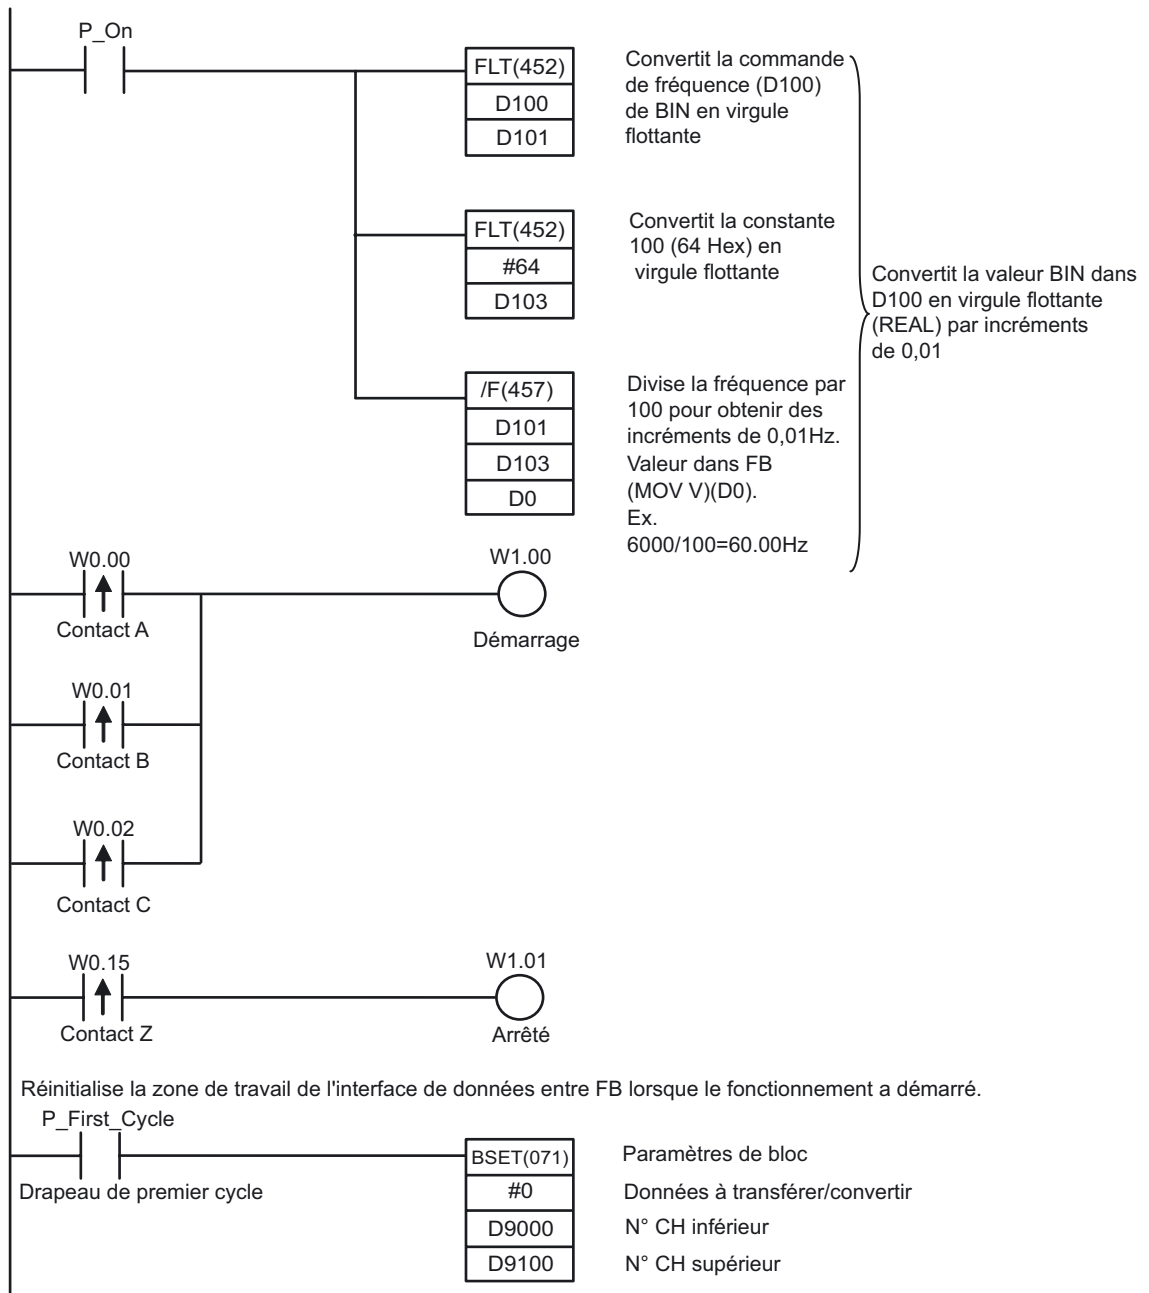 P_On
FLT(452)
D100
D101
Convertit la commande
de fréquence (D100)
de BIN en virgule
flottante
FLT(452)
#64
D103
Convertit la constante
100 (64 Hex) en
virgule flottante
Convertit la valeur BIN dans
D100 en virgule flottante
(REAL) par incréments
de 0,01
/F(457)
D101
D103
D0
Divise la fréquence par
100 pour obtenir des
incréments de 0,01Hz.
Valeur dans FB
(MOV V)(D0).
Ex.
6000/100=60.00Hz
W0.00
Contact A
W1.00
Démarrage
W0.01
Contact B
W0.02
Contact C
W0.15
Contact Z
W1.01
Arrêté
Réinitialise la zone de travail de l'interface de données entre FB lorsque le fonctionnement a démarré.
P_First_Cycle
Drapeau de premier cycle
BSET(071)
Paramètres de bloc
#0
Données à transférer/convertir
D9000
N° CH inférieur
D9100
N° CH supérieur